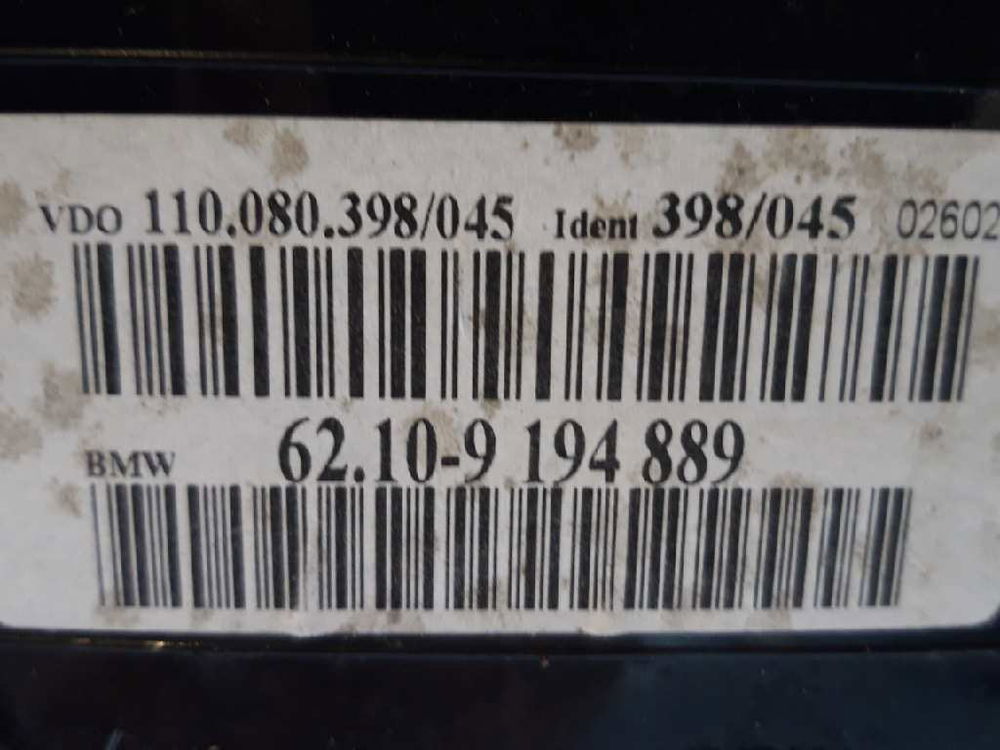 VDO 110.080.398/045 Ident 398/045 02602
BMW 62.10-9 194 889